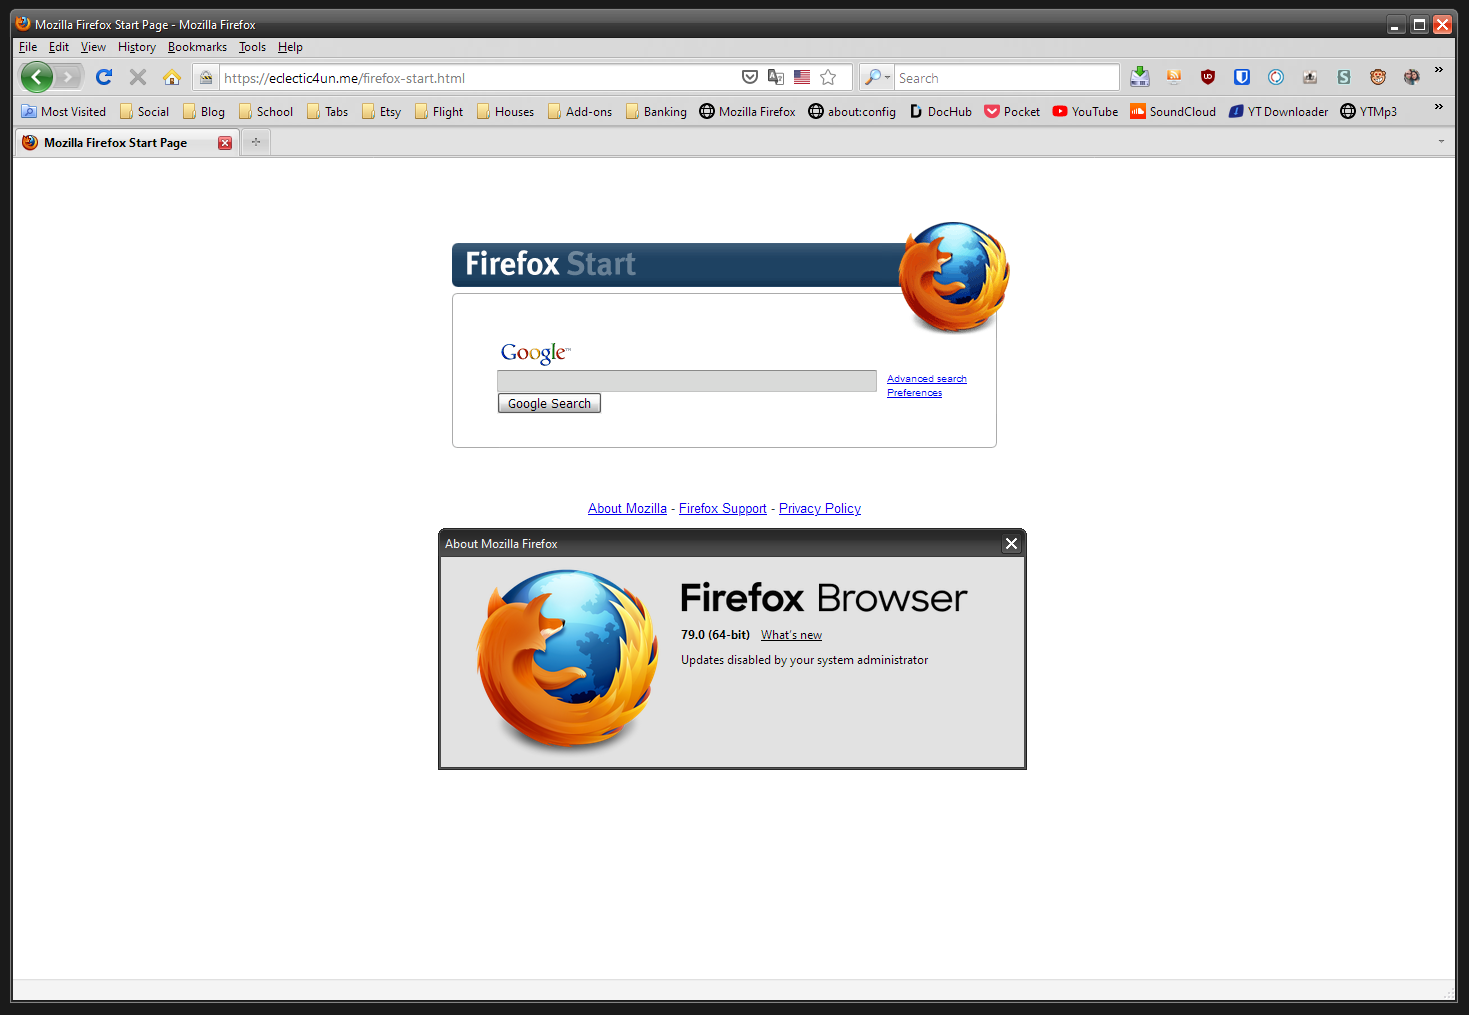 Mozilla Firefox Start Page - Mozilla Firefox
File Edit View History Bookmarks Tools Help
https://eclectic4un.me/firefox-start.html Search
Most Visited Social Blog School Tabs Etsy Flight Houses Add-ons Banking Mozilla Firefox about:config DocHub Pocket YouTube SoundCloud YT Downloader YTMp3
Mozilla Firefox Start Page
Firefox Start
Google™
Advanced search
Preferences
Google Search
About Mozilla - Firefox Support - Privacy Policy
About Mozilla Firefox
Firefox Browser
79.0 (64-bit) What's new
Updates disabled by your system administrator